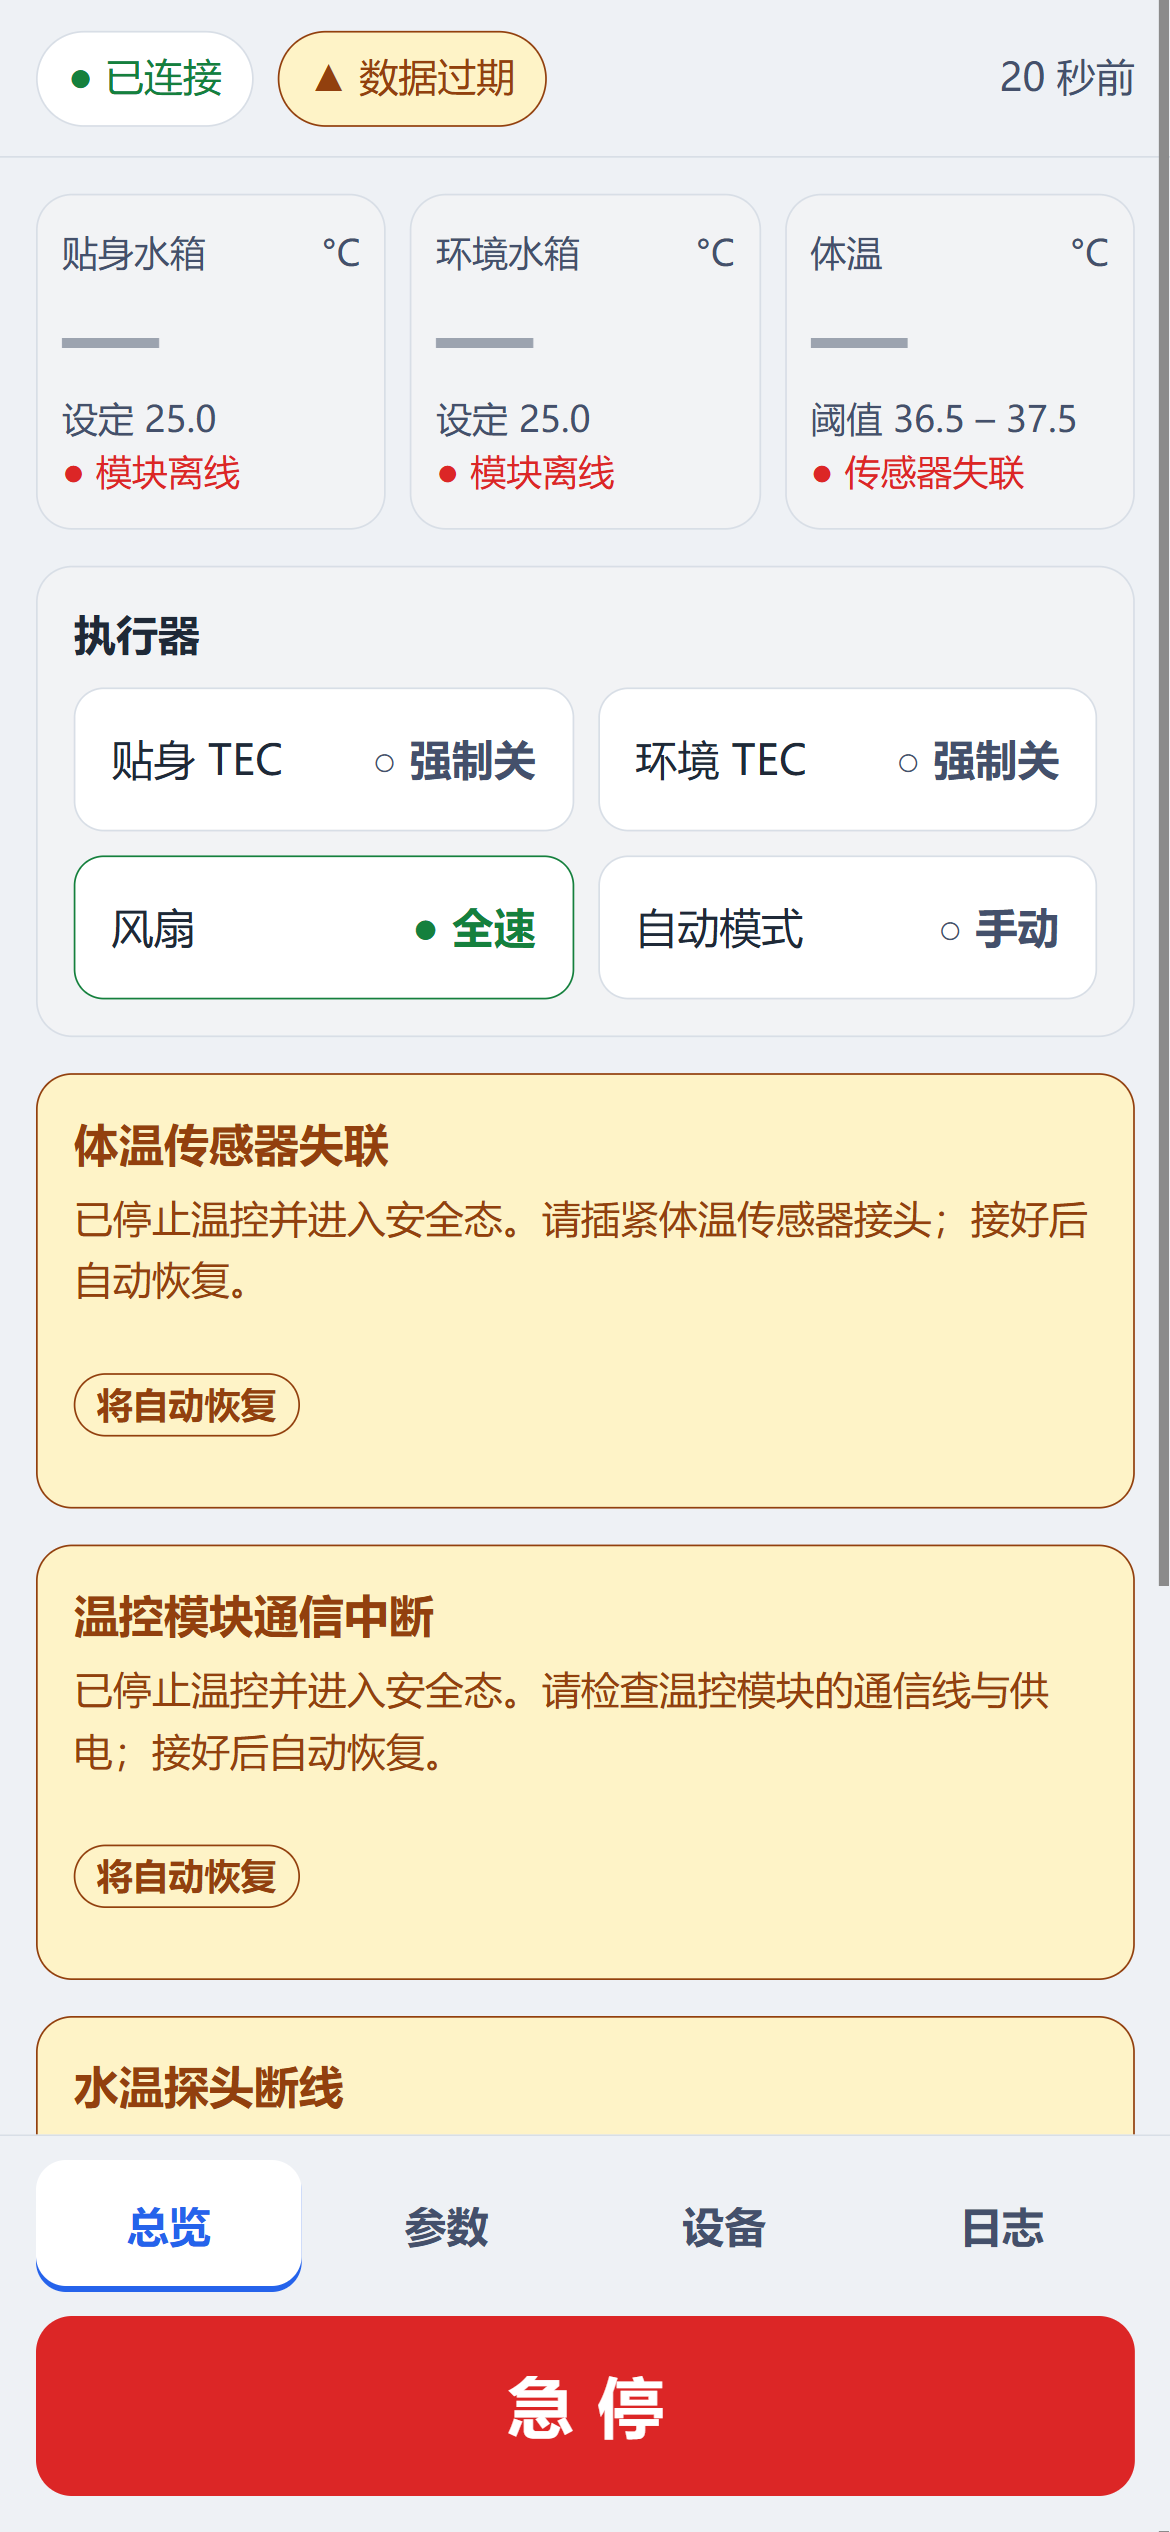 ● 已连接
▲ 数据过期
20 秒前
贴身水箱 °C
—
设定 25.0
● 模块离线
环境水箱 °C
—
设定 25.0
● 模块离线
体温 °C
—
阈值 36.5 – 37.5
● 传感器失联
执行器
贴身 TEC ○ 强制关
环境 TEC ○ 强制关
风扇 ● 全速
自动模式 ○ 手动
体温传感器失联
已停止温控并进入安全态。请插紧体温传感器接头；接好后
自动恢复。
将自动恢复
温控模块通信中断
已停止温控并进入安全态。请检查温控模块的通信线与供
电；接好后自动恢复。
将自动恢复
水温探头断线
总览
参数
设备
日志
急 停